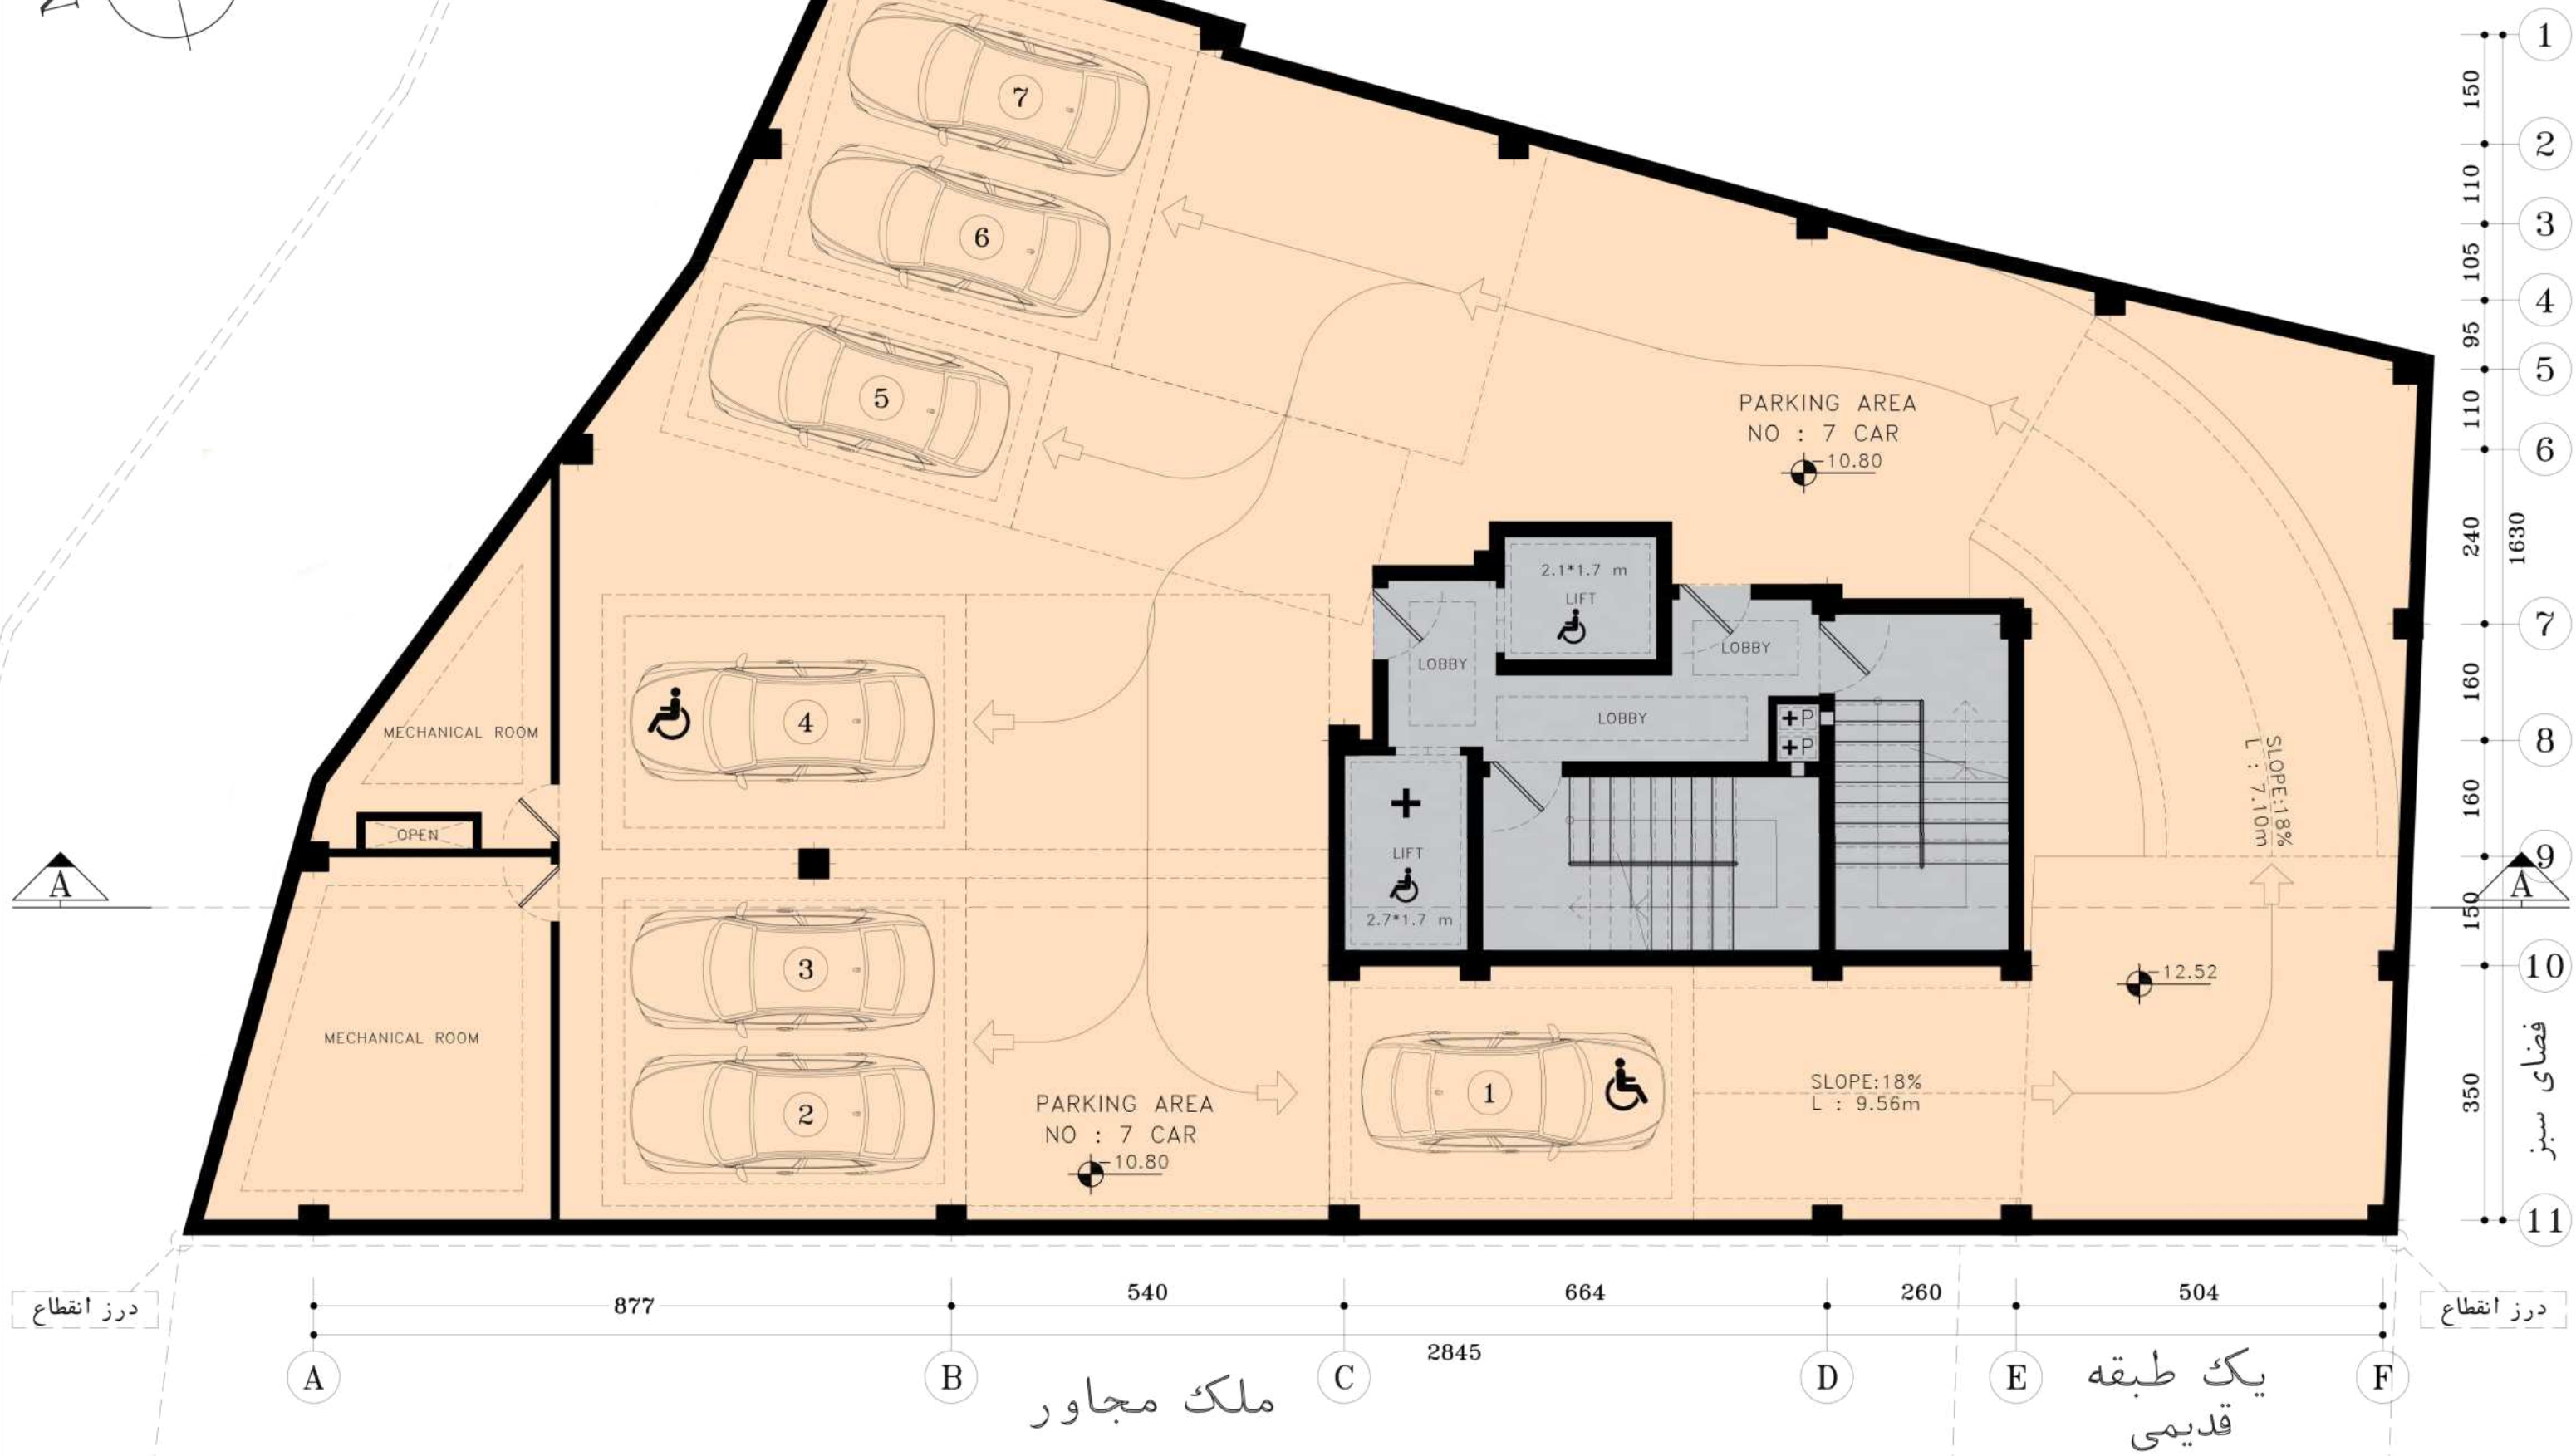 1
150
2
110
3
105
4
95
5
110
6
240
1630
7
160
8
160
9
150
10
350
11
7
6
5
PARKING AREA
NO : 7 CAR
-10.80
2.1*1.7 m
LIFT
LOBBY
LOBBY
LOBBY
+P
+P
4
MECHANICAL ROOM
OPEN
SLOPE:18%
L : 7.10m
A
A
LIFT
2.7*1.7 m
3
-12.52
MECHANICAL ROOM
2
PARKING AREA
NO : 7 CAR
-10.80
1
SLOPE:18%
L : 9.56m
فضای سبز
درز انقطاع
877
540
664
260
504
درز انقطاع
2845
A
B
C
D
E
F
ملک مجاور
یک طبقه
قدیمی